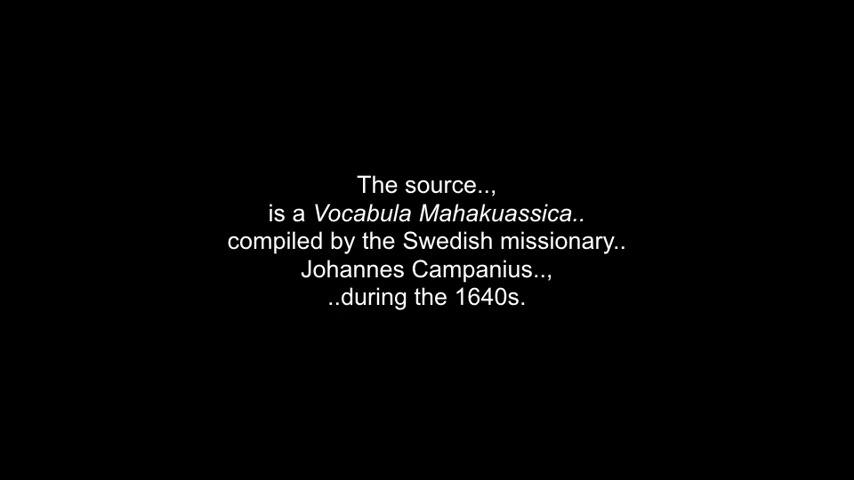 The source..,
is a Vocabula Mahakuassica..
compiled by the Swedish missionary..
Johannes Campanius..,
..during the 1640s.